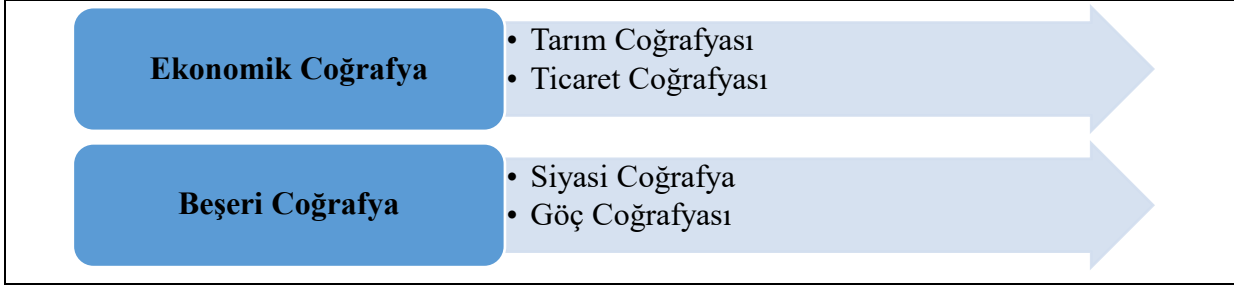 Ekonomik Coğrafya
• Tarım Coğrafyası
• Ticaret Coğrafyası
Beşeri Coğrafya
• Siyasi Coğrafya
• Göç Coğrafyası